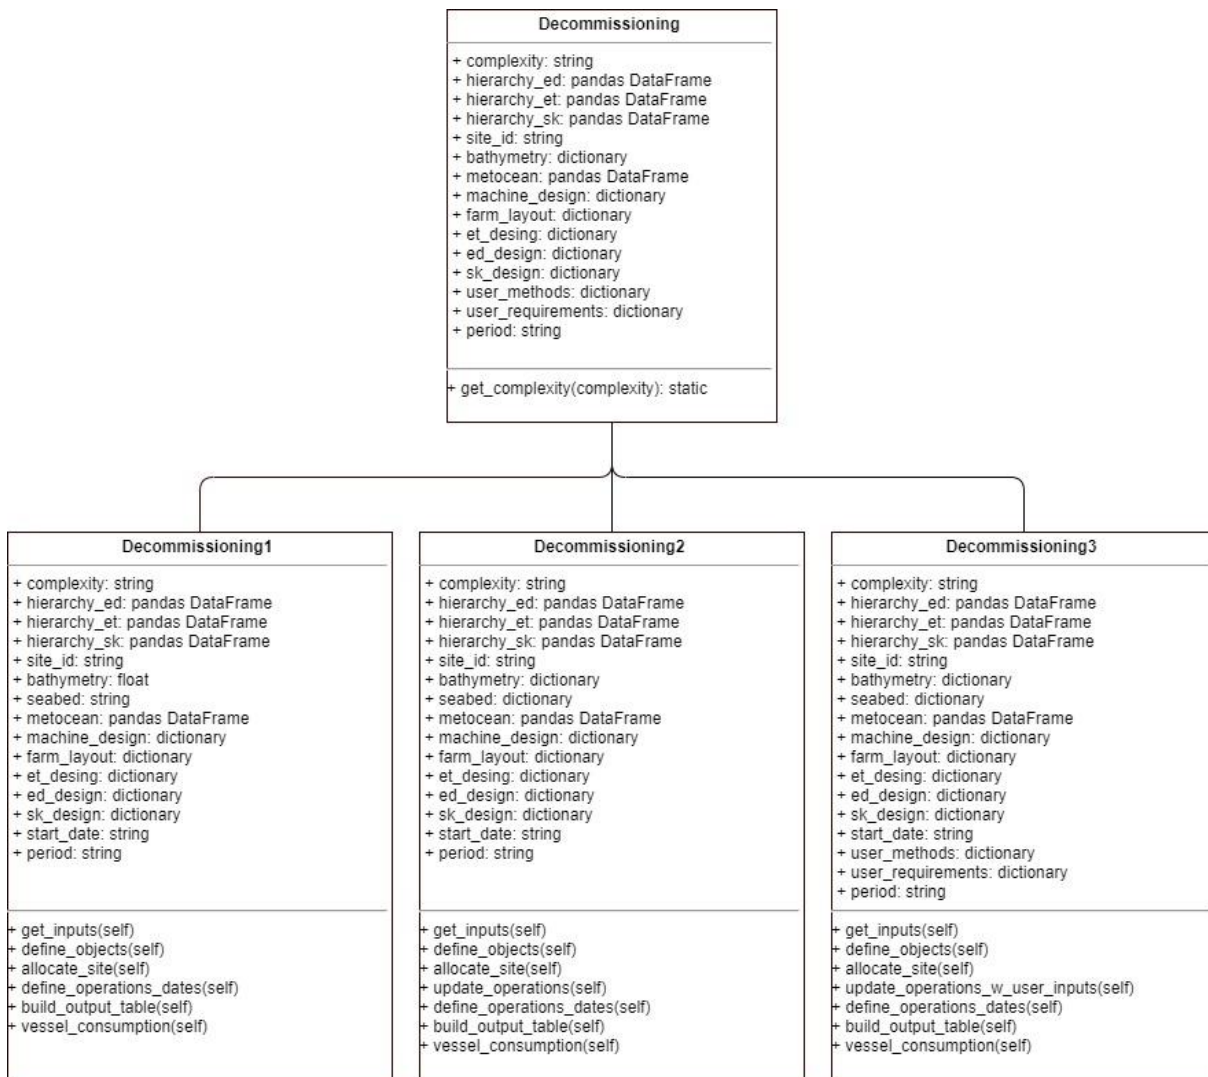 Decommissioning
+ complexity: string
+ hierarchy_ed: pandas DataFrame
+ hierarchy_et: pandas DataFrame
+ hierarchy_sk: pandas DataFrame
+ site_id: string
+ bathymetry: dictionary
+ metocean: pandas DataFrame
+ machine_design: dictionary
+ farm_layout: dictionary
+ et_desing: dictionary
+ ed_design: dictionary
+ sk_design: dictionary
+ user_methods: dictionary
+ user_requirements: dictionary
+ period: string
+ get_complexity(complexity): static
Decommissioning1
+ complexity: string
+ hierarchy_ed: pandas DataFrame
+ hierarchy_et: pandas DataFrame
+ hierarchy_sk: pandas DataFrame
+ site_id: string
+ bathymetry: float
+ seabed: string
+ metocean: pandas DataFrame
+ machine_design: dictionary
+ farm_layout: dictionary
+ et_desing: dictionary
+ ed_design: dictionary
+ sk_design: dictionary
+ start_date: string
+ period: string
+ get_inputs(self)
+ define_objects(self)
+ allocate_site(self)
+ define_operations_dates(self)
+ build_output_table(self)
+ vessel_consumption(self)
Decommissioning2
+ complexity: string
+ hierarchy_ed: pandas DataFrame
+ hierarchy_et: pandas DataFrame
+ hierarchy_sk: pandas DataFrame
+ site_id: string
+ bathymetry: dictionary
+ seabed: dictionary
+ metocean: pandas DataFrame
+ machine_design: dictionary
+ farm_layout: dictionary
+ et_desing: dictionary
+ ed_design: dictionary
+ sk_design: dictionary
+ start_date: string
+ period: string
+ get_inputs(self)
+ define_objects(self)
+ allocate_site(self)
+ update_operations(self)
+ define_operations_dates(self)
+ build_output_table(self)
+ vessel_consumption(self)
Decommissioning3
+ complexity: string
+ hierarchy_ed: pandas DataFrame
+ hierarchy_et: pandas DataFrame
+ hierarchy_sk: pandas DataFrame
+ site_id: string
+ bathymetry: dictionary
+ seabed: dictionary
+ metocean: pandas DataFrame
+ machine_design: dictionary
+ farm_layout: dictionary
+ et_desing: dictionary
+ ed_design: dictionary
+ sk_design: dictionary
+ start_date: string
+ user_methods: dictionary
+ user_requirements: dictionary
+ period: string
+ get_inputs(self)
+ define_objects(self)
+ allocate_site(self)
+ update_operations_w_user_inputs(self)
+ define_operations_dates(self)
+ build_output_table(self)
+ vessel_consumption(self)